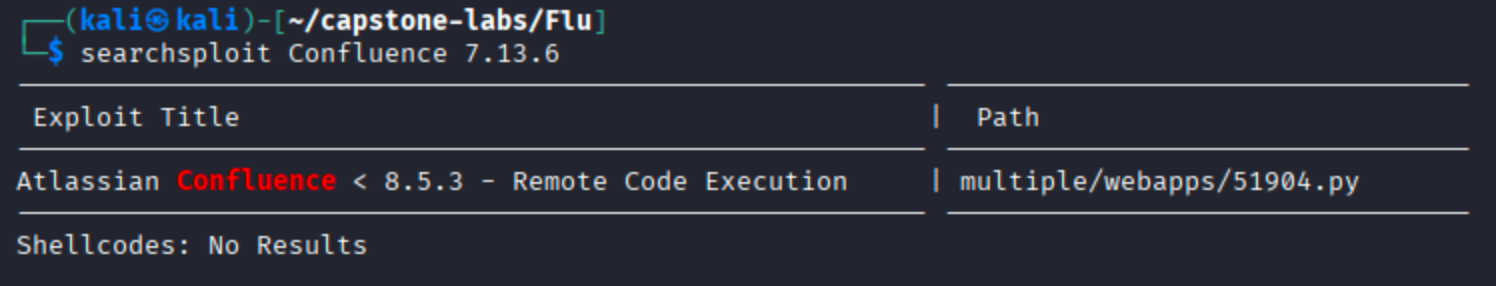 ┌──(kali㉿kali)-[~/capstone-labs/Flu]
└─$ searchsploit Confluence 7.13.6
Exploit Title | Path
Atlassian Confluence < 8.5.3 - Remote Code Execution | multiple/webapps/51904.py
Shellcodes: No Results